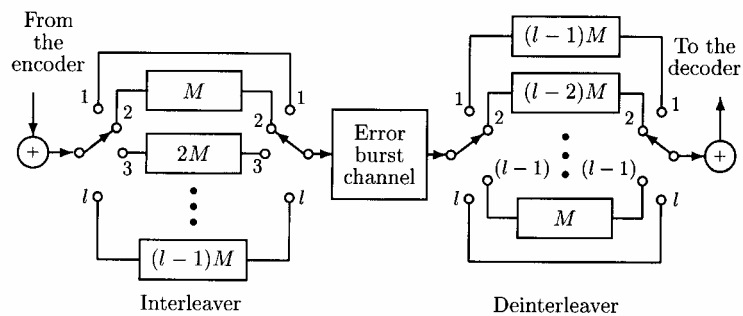 From
the
encoder
+
1
2
3
l
M
2M
(l − 1)M
1
2
3
l
Interleaver
Error
burst
channel
1
2
(l−1)
l
(l − 1)M
(l − 2)M
M
1
2
(l−1)
l
Deinterleaver
To the
decoder
+